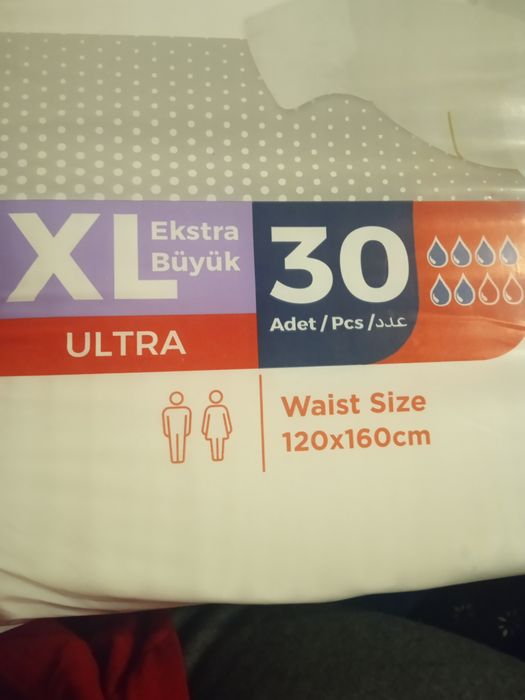 XL Ekstra
Büyük
ULTRA
30
Adet / Pcs / عدد
Waist Size
120x160cm